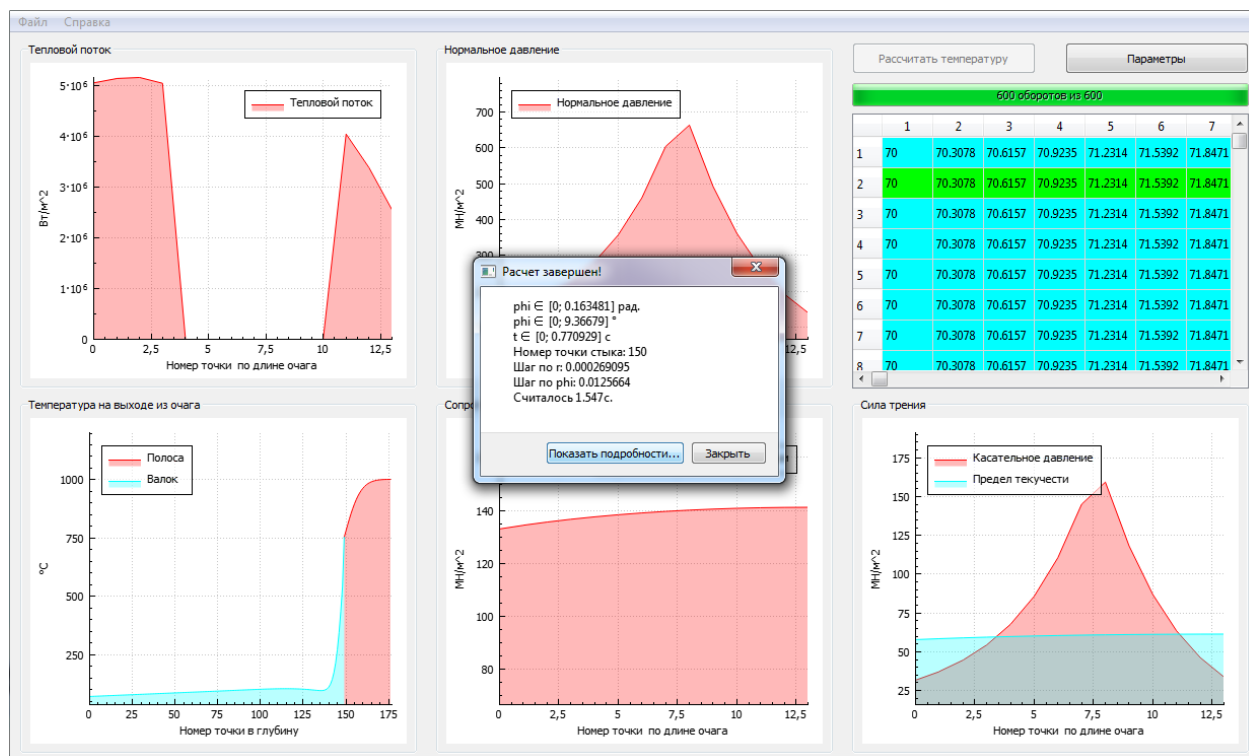 Файл Справка
Тепловой поток
5·10⁶
4·10⁶
3·10⁶
2·10⁶
1·10⁶
0
Вт/м^2
Тепловой поток
0 2,5 5 7,5 10 12,5
Номер точки по длине очага
Нормальное давление
700
600
500
400
300
МН/м^2
Нормальное давление
12,5
Рассчитать температуру
Параметры
600 оборотов из 600
1 2 3 4 5 6 7
1 70 70.3078 70.6157 70.9235 71.2314 71.5392 71.8471
2 70 70.3078 70.6157 70.9235 71.2314 71.5392 71.8471
3 70 70.3078 70.6157 70.9235 71.2314 71.5392 71.8471
4 70 70.3078 70.6157 70.9235 71.2314 71.5392 71.8471
5 70 70.3078 70.6157 70.9235 71.2314 71.5392 71.8471
6 70 70.3078 70.6157 70.9235 71.2314 71.5392 71.8471
7 70 70.3078 70.6157 70.9235 71.2314 71.5392 71.8471
8 70 70.3078 70.6157 70.9235 71.2314 71.5392 71.8471
Расчет завершен!
phi ∈ [0; 0.163481] рад.
phi ∈ [0; 9.36679] °
t ∈ [0; 0.770929] с
Номер точки стыка: 150
Шаг по r: 0.000269095
Шаг по phi: 0.0125664
Считалось 1.547с.
Показать подробности...
Закрыть
Температура на выходе из очага
1000
750
500
250
°C
Полоса
Валок
0 25 50 75 100 125 150 175
Номер точки в глубину
140
120
100
80
МН/м^2
0 2,5 5 7,5 10 12,5
Номер точки по длине очага
Сила трения
175
150
125
100
75
50
25
МН/м^2
Касательное давление
Предел текучести
0 2,5 5 7,5 10 12,5
Номер точки по длине очага